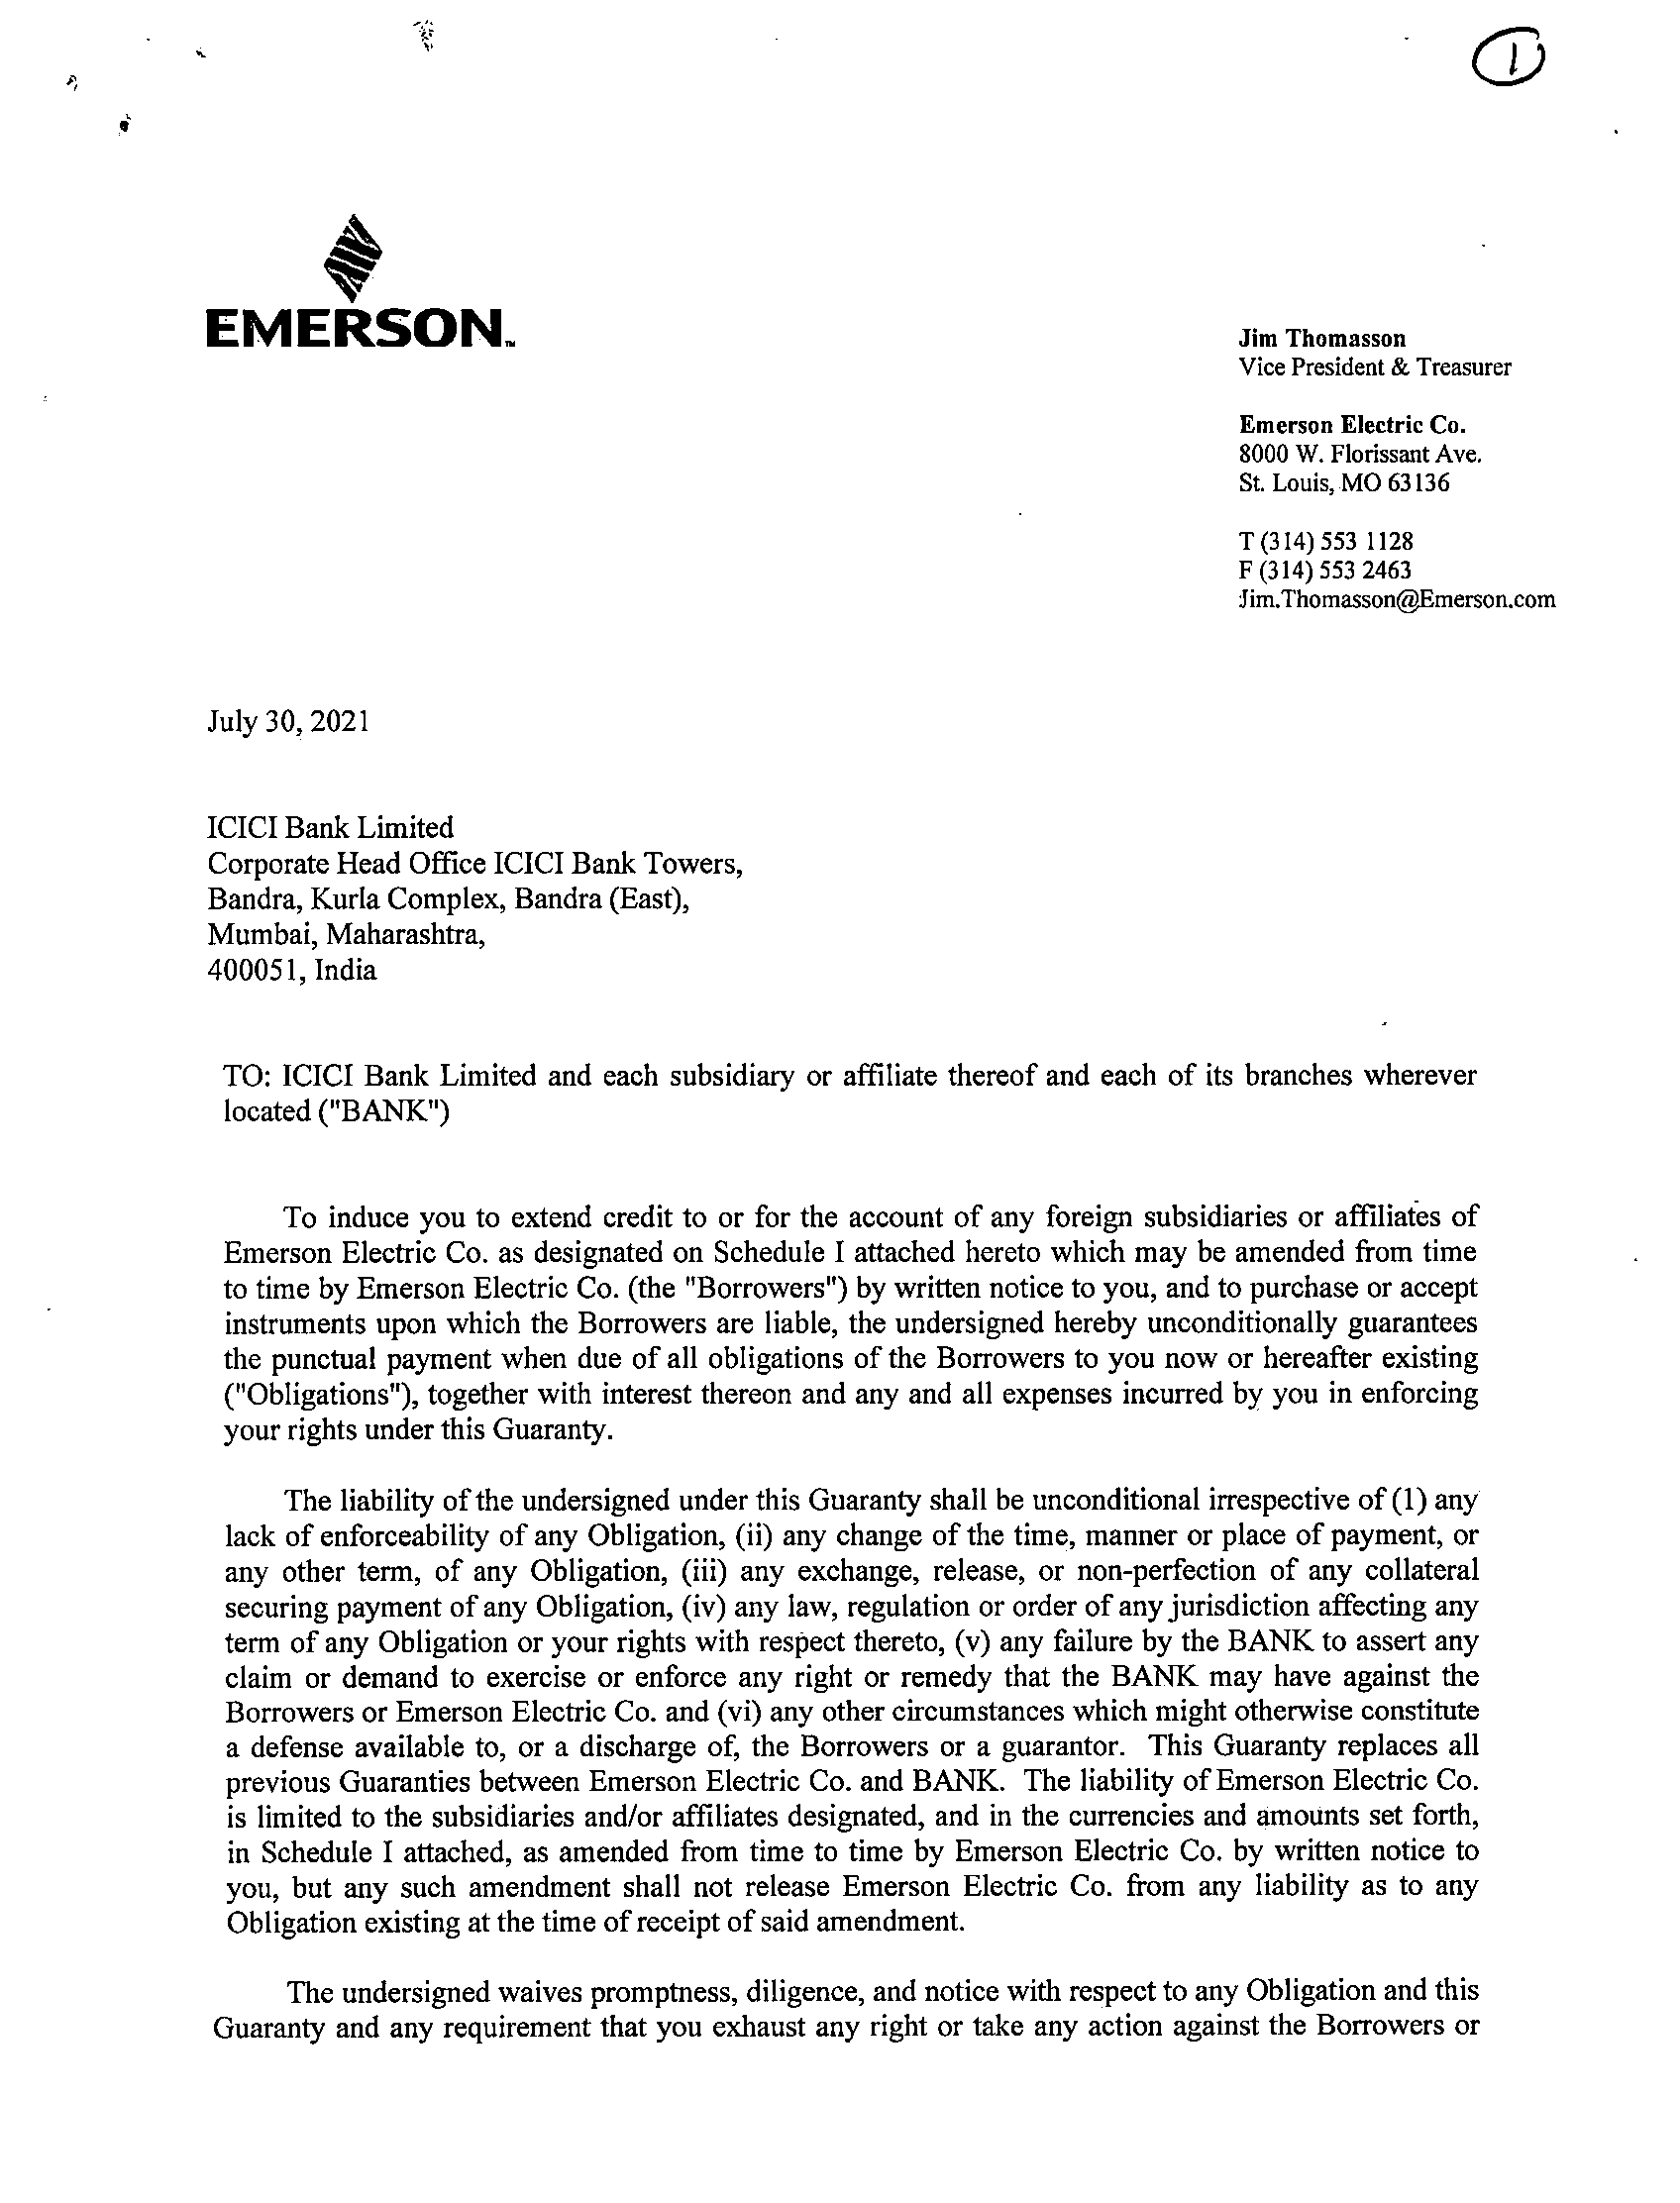 1
EMERSON™
Jim Thomasson
Vice President & Treasurer
Emerson Electric Co.
8000 W. Florissant Ave.
St. Louis, MO 63136
T (314) 553 1128
F (314) 553 2463
Jim.Thomasson@Emerson.com
July 30, 2021
ICICI Bank Limited
Corporate Head Office ICICI Bank Towers,
Bandra, Kurla Complex, Bandra (East),
Mumbai, Maharashtra,
400051, India
TO: ICICI Bank Limited and each subsidiary or affiliate thereof and each of its branches wherever
located ("BANK")
To induce you to extend credit to or for the account of any foreign subsidiaries or affiliates of
Emerson Electric Co. as designated on Schedule I attached hereto which may be amended from time
to time by Emerson Electric Co. (the "Borrowers") by written notice to you, and to purchase or accept
instruments upon which the Borrowers are liable, the undersigned hereby unconditionally guarantees
the punctual payment when due of all obligations of the Borrowers to you now or hereafter existing
("Obligations"), together with interest thereon and any and all expenses incurred by you in enforcing
your rights under this Guaranty.
The liability of the undersigned under this Guaranty shall be unconditional irrespective of (1) any
lack of enforceability of any Obligation, (ii) any change of the time, manner or place of payment, or
any other term, of any Obligation, (iii) any exchange, release, or non-perfection of any collateral
securing payment of any Obligation, (iv) any law, regulation or order of any jurisdiction affecting any
term of any Obligation or your rights with respect thereto, (v) any failure by the BANK to assert any
claim or demand to exercise or enforce any right or remedy that the BANK may have against the
Borrowers or Emerson Electric Co. and (vi) any other circumstances which might otherwise constitute
a defense available to, or a discharge of, the Borrowers or a guarantor. This Guaranty replaces all
previous Guaranties between Emerson Electric Co. and BANK. The liability of Emerson Electric Co.
is limited to the subsidiaries and/or affiliates designated, and in the currencies and amounts set forth,
in Schedule I attached, as amended from time to time by Emerson Electric Co. by written notice to
you, but any such amendment shall not release Emerson Electric Co. from any liability as to any
Obligation existing at the time of receipt of said amendment.
The undersigned waives promptness, diligence, and notice with respect to any Obligation and this
Guaranty and any requirement that you exhaust any right or take any action against the Borrowers or